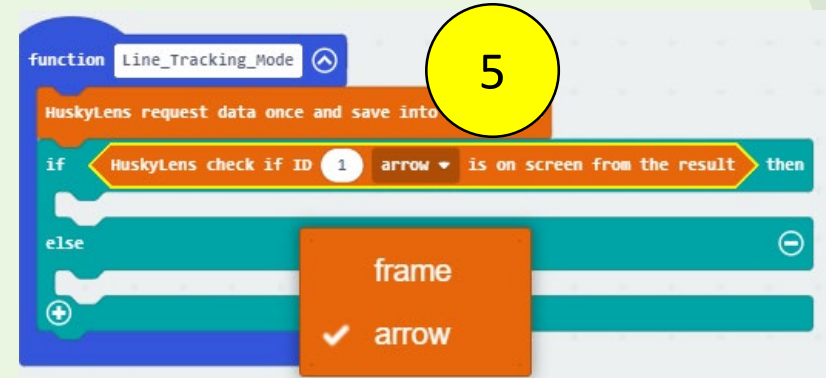 5
function Line_Tracking_Mode
HuskyLens request data once and save into
if HuskyLens check if ID 1 arrow is on screen from the result then
else
frame
arrow